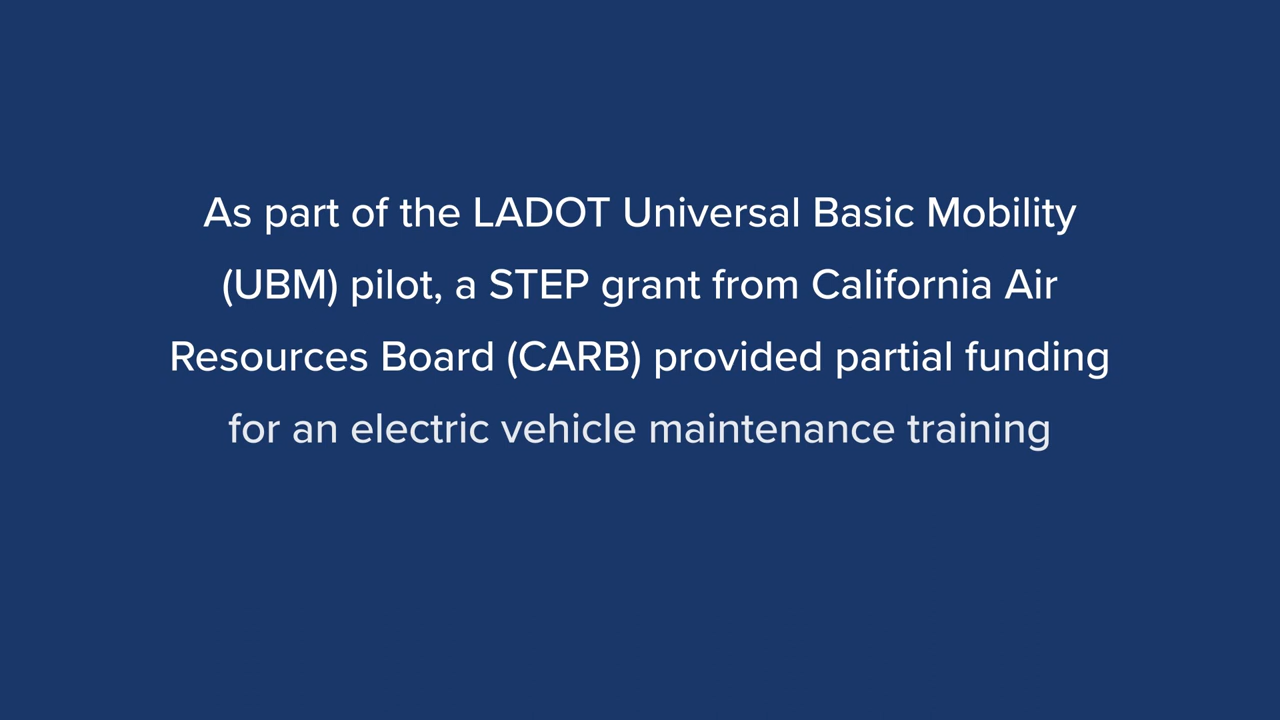 As part of the LADOT Universal Basic Mobility
(UBM) pilot, a STEP grant from California Air
Resources Board (CARB) provided partial funding
for an electric vehicle maintenance training